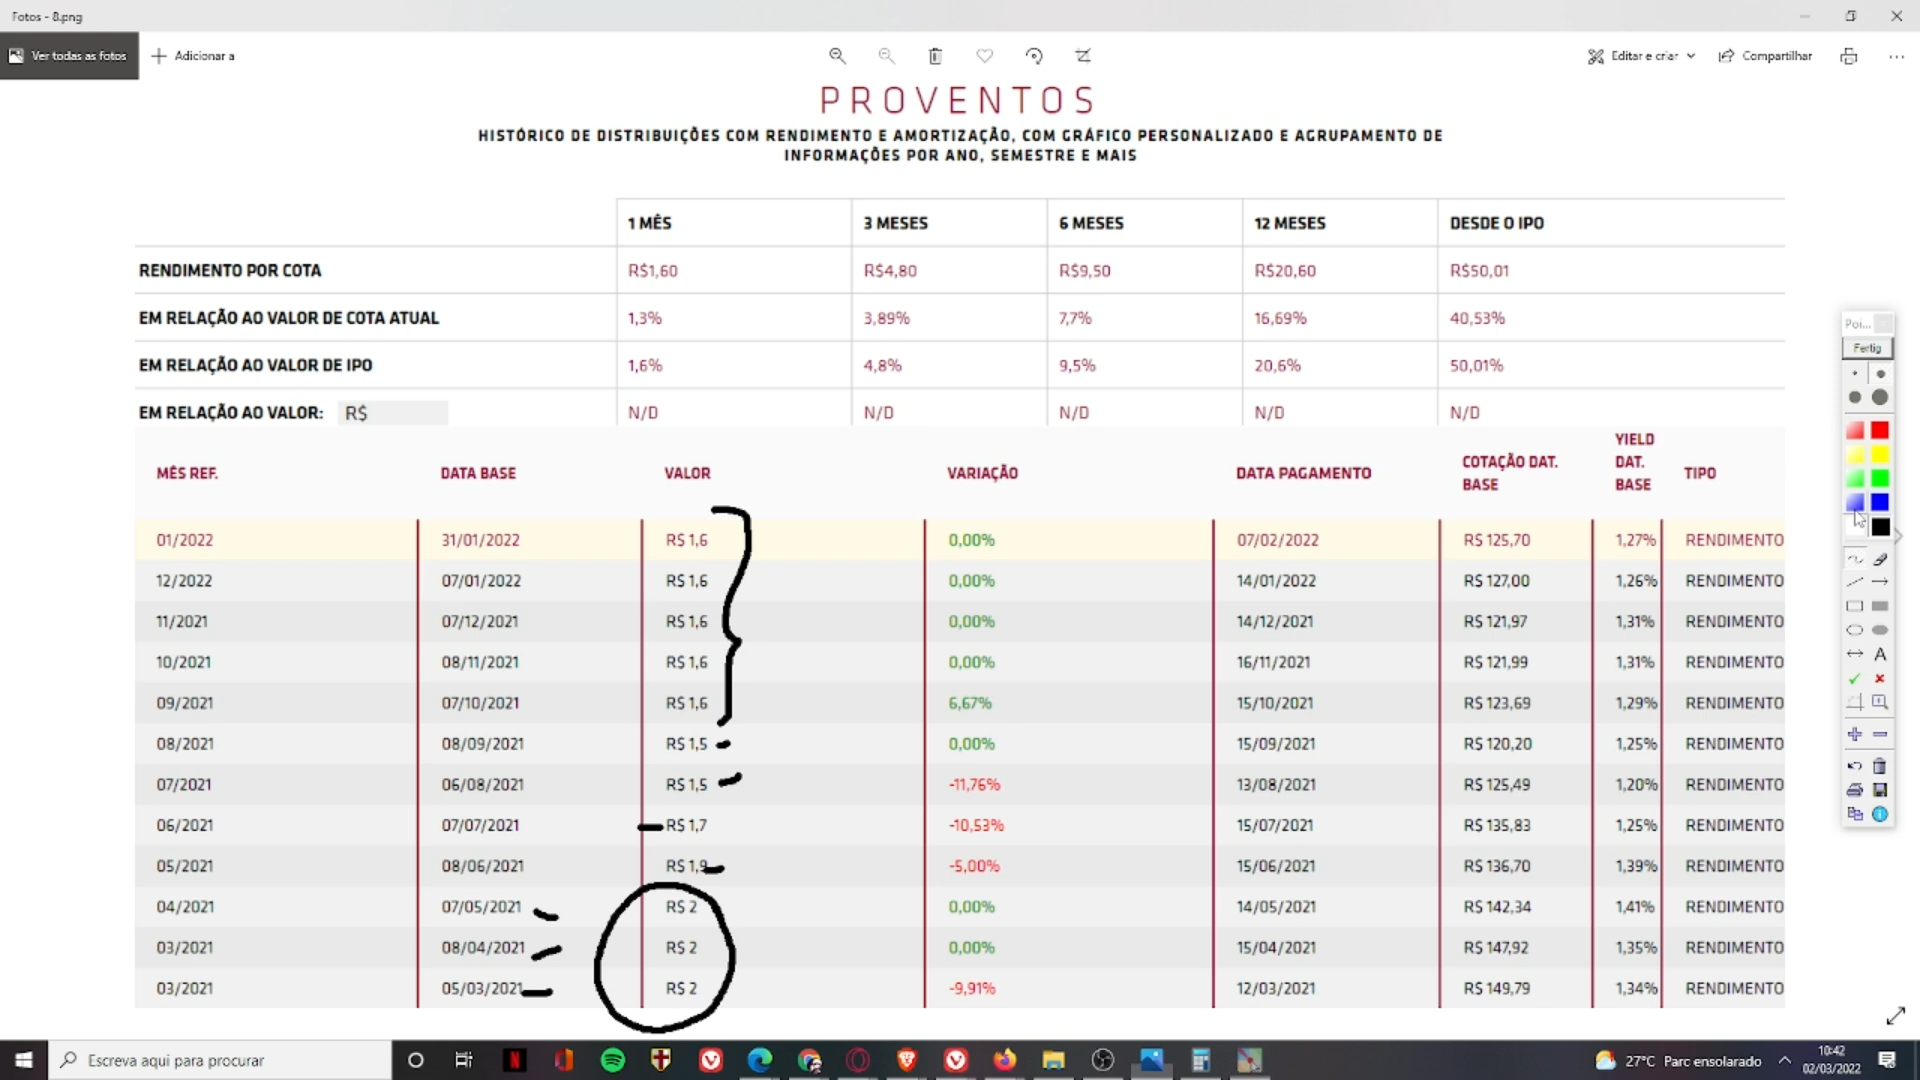 Fotos - 8.png
Ver todas as fotos
Adicionar a
Editar e criar
Compartilhar
PROVENTOS
HISTÓRICO DE DISTRIBUIÇÕES COM RENDIMENTO E AMORTIZAÇÃO, COM GRÁFICO PERSONALIZADO E AGRUPAMENTO DE
INFORMAÇÕES POR ANO, SEMESTRE E MAIS
1 MÊS 3 MESES 6 MESES 12 MESES DESDE O IPO
RENDIMENTO POR COTA R$1,60 R$4,80 R$9,50 R$20,60 R$50,01
EM RELAÇÃO AO VALOR DE COTA ATUAL 1,3% 3,89% 7,7% 16,69% 40,53%
EM RELAÇÃO AO VALOR DE IPO 1,6% 4,8% 9,5% 20,6% 50,01%
EM RELAÇÃO AO VALOR: R$ N/D N/D N/D N/D N/D
MÊS REF. DATA BASE VALOR VARIAÇÃO DATA PAGAMENTO COTAÇÃO DAT. BASE YIELD DAT. BASE TIPO
01/2022 31/01/2022 R$ 1,6 0,00% 07/02/2022 R$ 125,70 1,27% RENDIMENTO
12/2022 07/01/2022 R$ 1,6 0,00% 14/01/2022 R$ 127,00 1,26% RENDIMENTO
11/2021 07/12/2021 R$ 1,6 0,00% 14/12/2021 R$ 121,97 1,31% RENDIMENTO
10/2021 08/11/2021 R$ 1,6 0,00% 16/11/2021 R$ 121,99 1,31% RENDIMENTO
09/2021 07/10/2021 R$ 1,6 6,67% 15/10/2021 R$ 123,69 1,29% RENDIMENTO
08/2021 08/09/2021 R$ 1,5 0,00% 15/09/2021 R$ 120,20 1,25% RENDIMENTO
07/2021 06/08/2021 R$ 1,5 -11,76% 13/08/2021 R$ 125,49 1,20% RENDIMENTO
06/2021 07/07/2021 R$ 1,7 -10,53% 15/07/2021 R$ 135,83 1,25% RENDIMENTO
05/2021 08/06/2021 R$ 1,9 -5,00% 15/06/2021 R$ 136,70 1,39% RENDIMENTO
04/2021 07/05/2021 R$ 2 0,00% 14/05/2021 R$ 142,34 1,41% RENDIMENTO
03/2021 08/04/2021 R$ 2 0,00% 15/04/2021 R$ 147,92 1,35% RENDIMENTO
03/2021 05/03/2021 R$ 2 -9,91% 12/03/2021 R$ 149,79 1,34% RENDIMENTO
Poi...
Fertig
A
Escreva aqui para procurar
27°C Parc ensolarado
10:42
02/03/2022